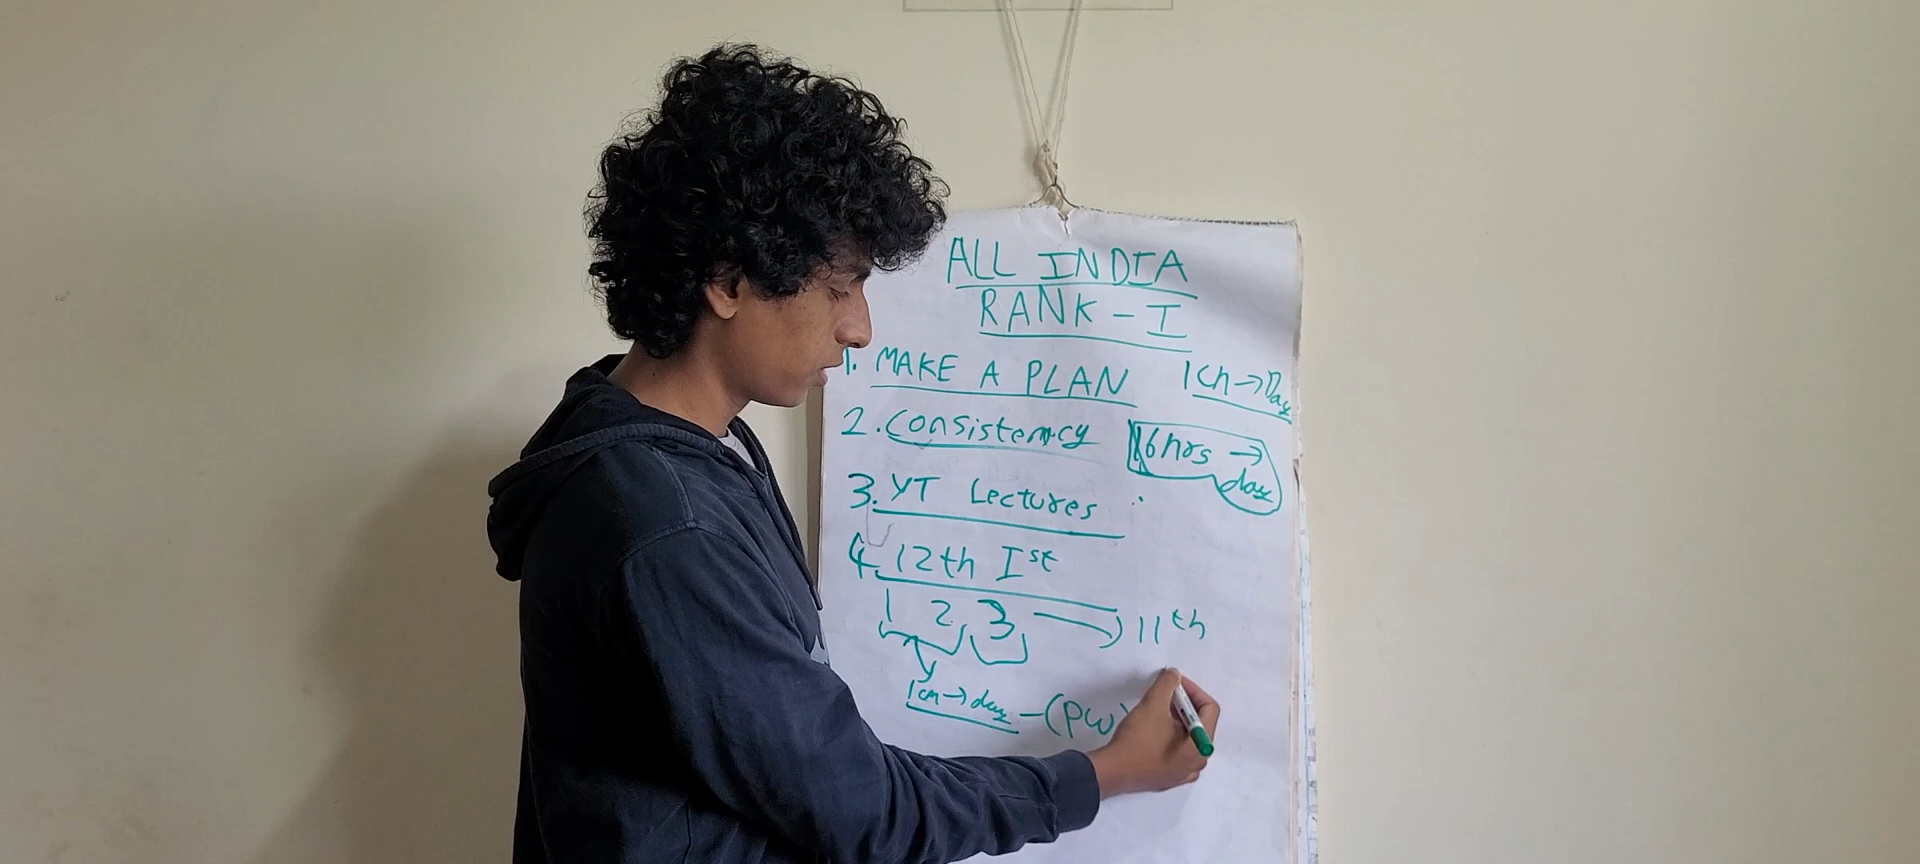 ALL INDIA
RANK - I
1. MAKE A PLAN 1Ch → Day
2. Consistency 16hrs → day
3. YT Lectures
4. 12th Ist
1 2 3 → 11th
1ch → day - (PW)